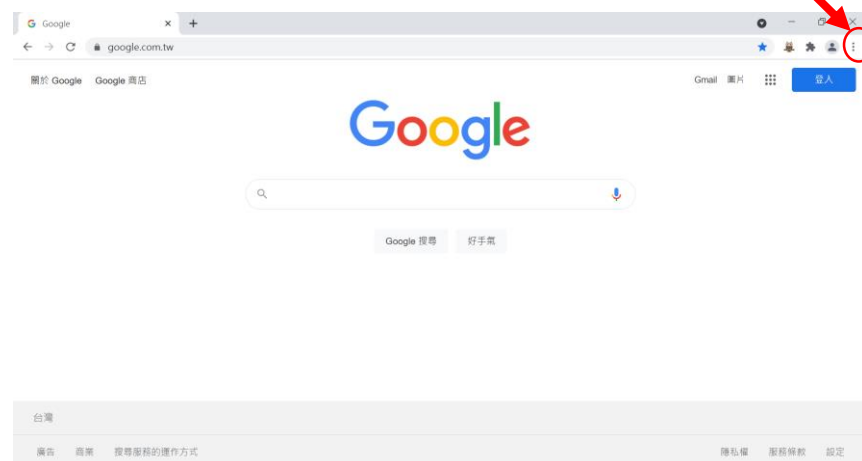 Google
google.com.tw
關於 Google Google 商店
Gmail 圖片
登入
Google
Google 搜尋 好手氣
台灣
廣告 商業 搜尋服務的運作方式
隱私權 服務條款 設定